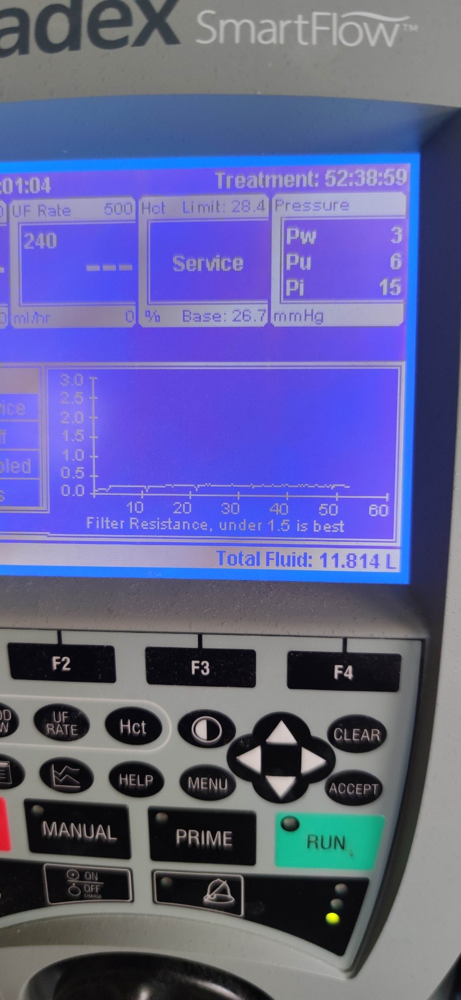 adex SmartFlow™
:01:04 Treatment: 52:38:59
UF Rate 500
240
---
ml/hr 0
Hct Limit: 28.4
Service
% Base: 26.7
Pressure
Pw 3
Pu 6
Pi 15
mmHg
3.0
2.5
2.0
1.5
1.0
0.5
0.0
10 20 30 40 50 60
Filter Resistance, under 1.5 is best
Total Fluid: 11.814 L
F2 F3 F4
UF
RATE
Hct
CLEAR
HELP
MENU
ACCEPT
MANUAL
PRIME
RUN
ON
OFF
CHARGE